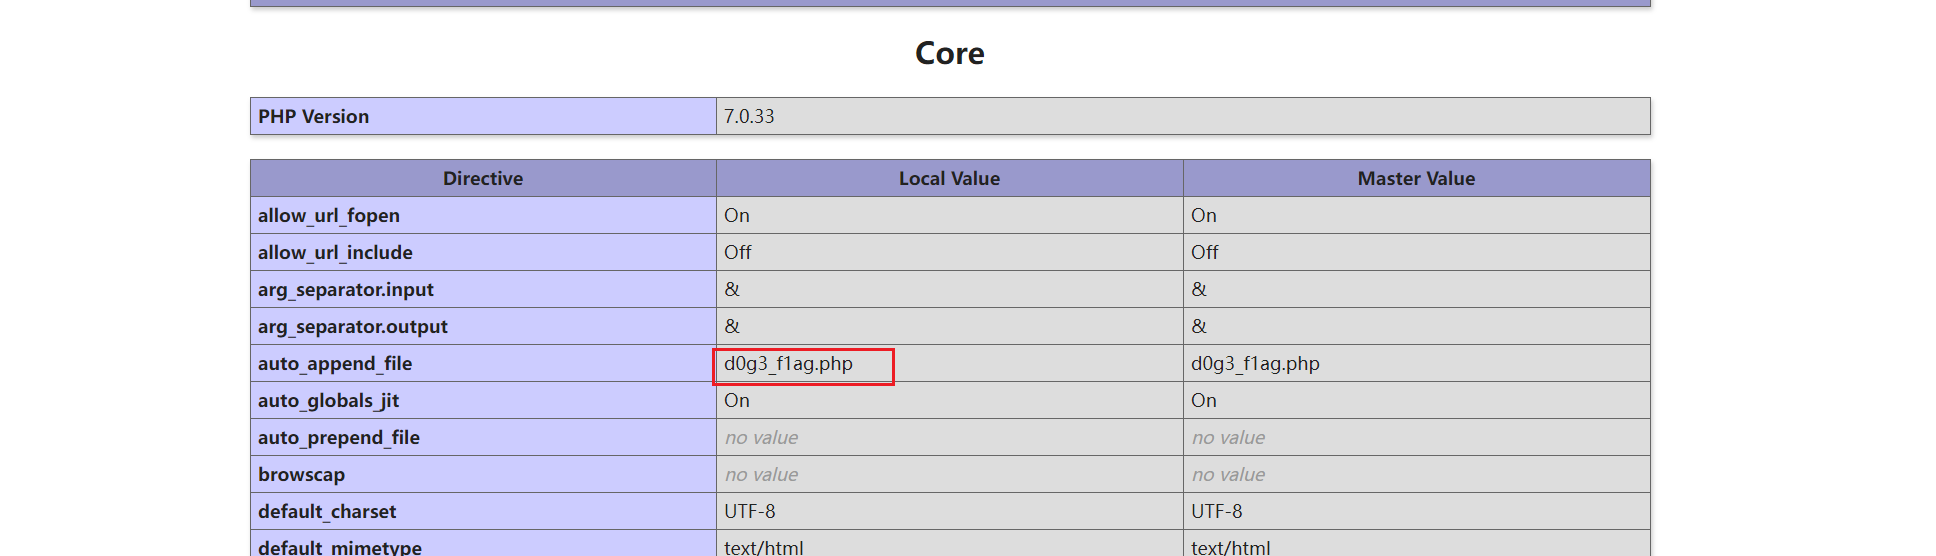 Core
PHP Version 7.0.33
Directive Local Value Master Value
allow_url_fopen On On
allow_url_include Off Off
arg_separator.input & &
arg_separator.output & &
auto_append_file d0g3_f1ag.php d0g3_f1ag.php
auto_globals_jit On On
auto_prepend_file no value no value
browscap no value no value
default_charset UTF-8 UTF-8
default_mimetype text/html text/html